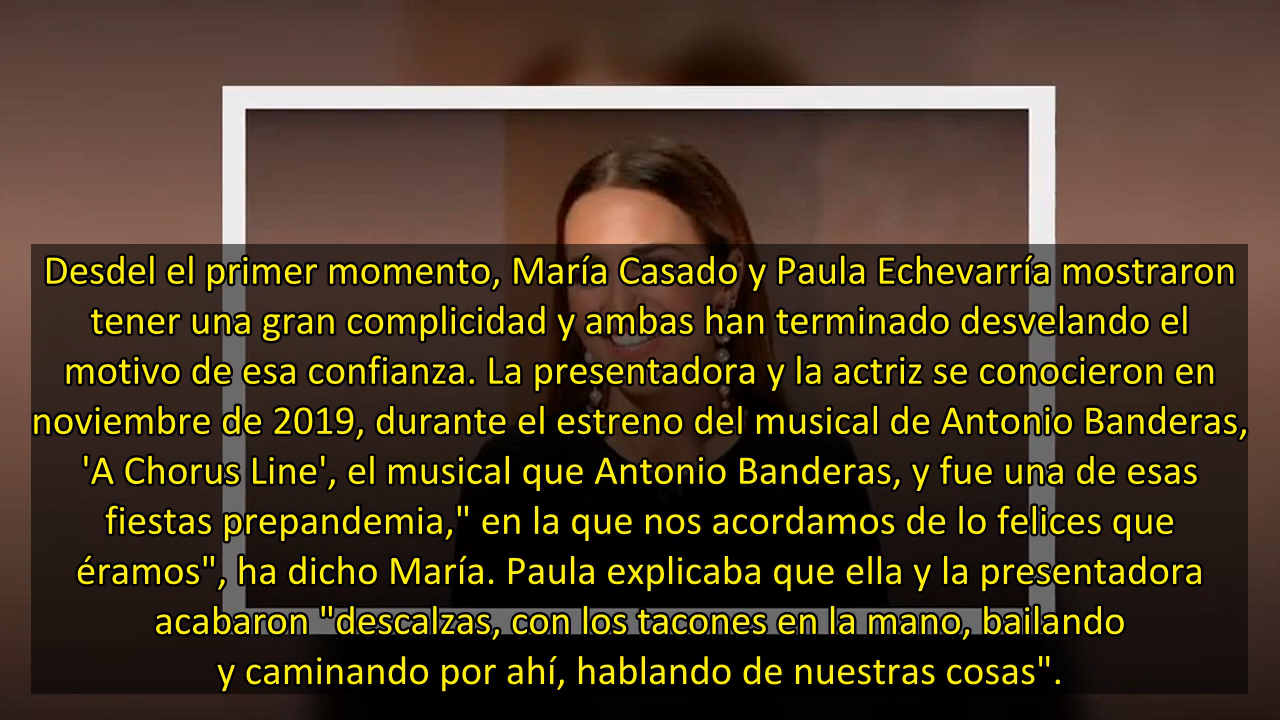 Desdel el primer momento, María Casado y Paula Echevarría mostraron
tener una gran complicidad y ambas han terminado desvelando el
motivo de esa confianza. La presentadora y la actriz se conocieron en
noviembre de 2019, durante el estreno del musical de Antonio Banderas,
'A Chorus Line', el musical que Antonio Banderas, y fue una de esas
fiestas prepandemia," en la que nos acordamos de lo felices que
éramos", ha dicho María. Paula explicaba que ella y la presentadora
acabaron "descalzas, con los tacones en la mano, bailando
y caminando por ahí, hablando de nuestras cosas".